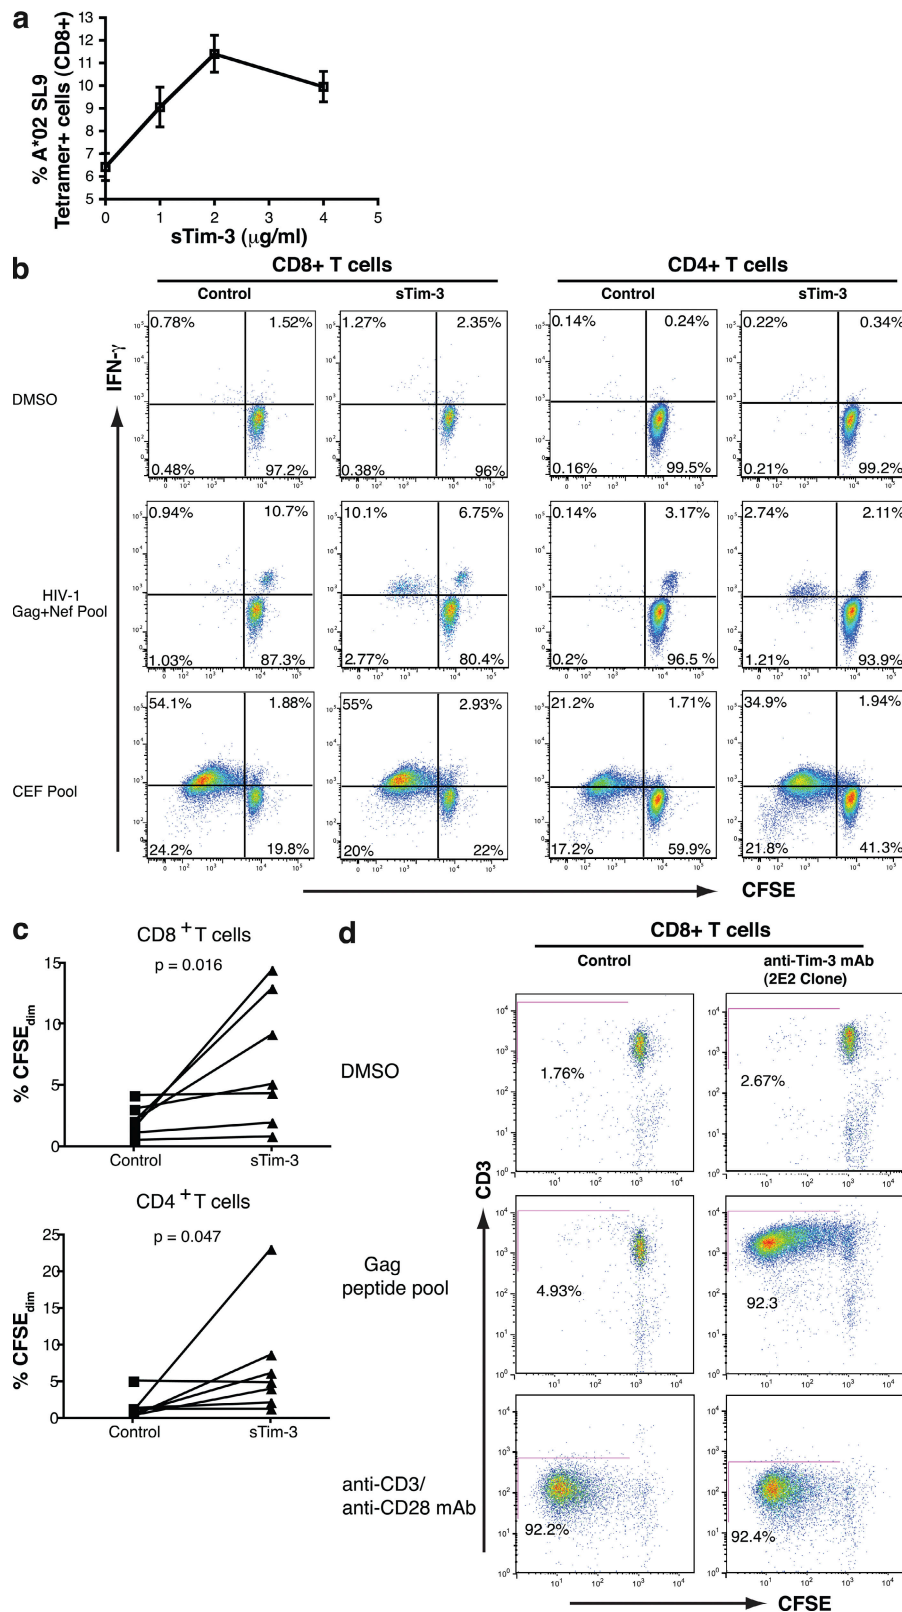 a
% A*02 SL9
Tetramer+ cells (CD8+)
13
12
11
10
9
8
7
6
5
0 1 2 3 4 5
sTim-3 (μg/ml)
b
CD8+ T cells
CD4+ T cells
Control
sTim-3
Control
sTim-3
IFN-γ
DMSO
0.78% 1.52%
0.48% 97.2%
1.27% 2.35%
0.38% 96%
0.14% 0.24%
0.16% 99.5%
0.22% 0.34%
0.21% 99.2%
HIV-1
Gag+Nef Pool
0.94% 10.7%
1.03% 87.3%
10.1% 6.75%
2.77% 80.4%
0.14% 3.17%
0.2% 96.5 %
2.74% 2.11%
1.21% 93.9%
CEF Pool
54.1% 1.88%
24.2% 19.8%
55% 2.93%
20% 22%
21.2% 1.71%
17.2% 59.9%
34.9% 1.94%
21.8% 41.3%
CFSE
c
CD8 + T cells
p = 0.016
% CFSEdim
15
10
5
0
Control sTim-3
CD4 + T cells
p = 0.047
% CFSEdim
25
20
15
10
5
0
Control sTim-3
d
CD8+ T cells
Control
anti-Tim-3 mAb
(2E2 Clone)
CD3
DMSO
1.76%
2.67%
Gag
peptide pool
4.93%
92.3
anti-CD3/
anti-CD28 mAb
92.2%
92.4%
CFSE